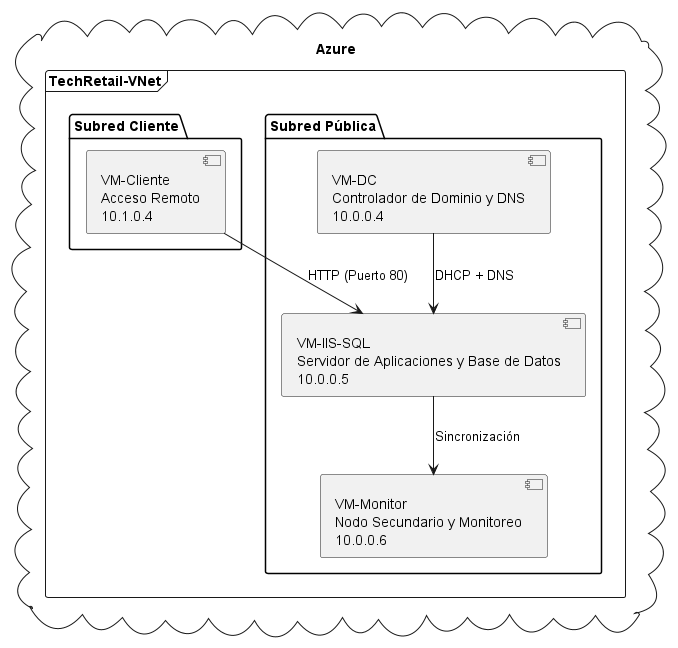 Azure
TechRetail-VNet
Subred Cliente
VM-Cliente
Acceso Remoto
10.1.0.4
Subred Pública
VM-DC
Controlador de Dominio y DNS
10.0.0.4
HTTP (Puerto 80)
DHCP + DNS
VM-IIS-SQL
Servidor de Aplicaciones y Base de Datos
10.0.0.5
Sincronización
VM-Monitor
Nodo Secundario y Monitoreo
10.0.0.6